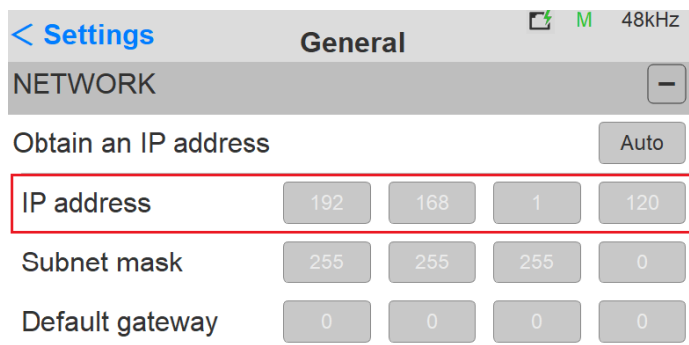 < Settings General M 48kHz
NETWORK −
Obtain an IP address Auto
IP address 192 168 1 120
Subnet mask 255 255 255 0
Default gateway 0 0 0 0